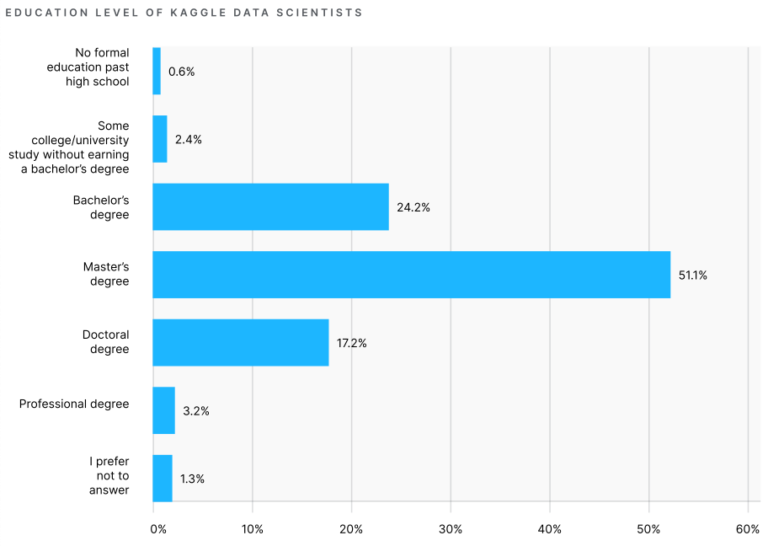 EDUCATION LEVEL OF KAGGLE DATA SCIENTISTS
No formal
education past
high school
0.6%
Some
college/university
study without earning
a bachelor’s degree
2.4%
Bachelor’s
degree
24.2%
Master’s
degree
51.1%
Doctoral
degree
17.2%
Professional degree
3.2%
I prefer
not to
answer
1.3%
0% 10% 20% 30% 40% 50% 60%